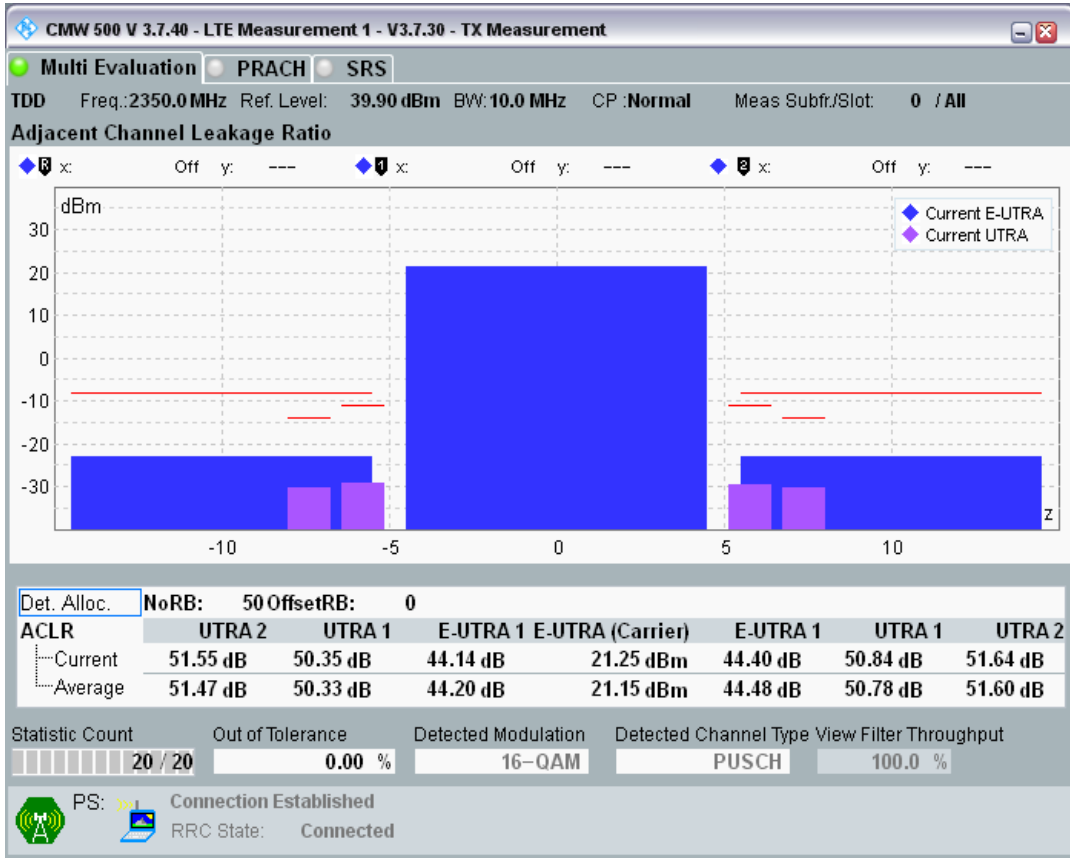 CMW 500 V 3.7.40 - LTE Measurement 1 - V3.7.30 - TX Measurement
Multi Evaluation PRACH SRS
TDD Freq.:2350.0 MHz Ref. Level: 39.90 dBm BW: 10.0 MHz CP :Normal Meas Subfr./Slot: 0 / All
Adjacent Channel Leakage Ratio
R x: Off y: --- 1 x: Off y: --- 2 x: Off y: ---
dBm
Current E-UTRA
Current UTRA
30
20
10
0
-10
-20
-30
z
-10 -5 0 5 10
Det. Alloc. NoRB: 50 OffsetRB: 0
ACLR UTRA 2 UTRA 1 E-UTRA 1 E-UTRA (Carrier) E-UTRA 1 UTRA 1 UTRA 2
Current 51.55 dB 50.35 dB 44.14 dB 21.25 dBm 44.40 dB 50.84 dB 51.64 dB
Average 51.47 dB 50.33 dB 44.20 dB 21.15 dBm 44.48 dB 50.78 dB 51.60 dB
Statistic Count Out of Tolerance Detected Modulation Detected Channel Type View Filter Throughput
20 / 20 0.00 % 16-QAM PUSCH 100.0 %
PS: Connection Established
RRC State: Connected